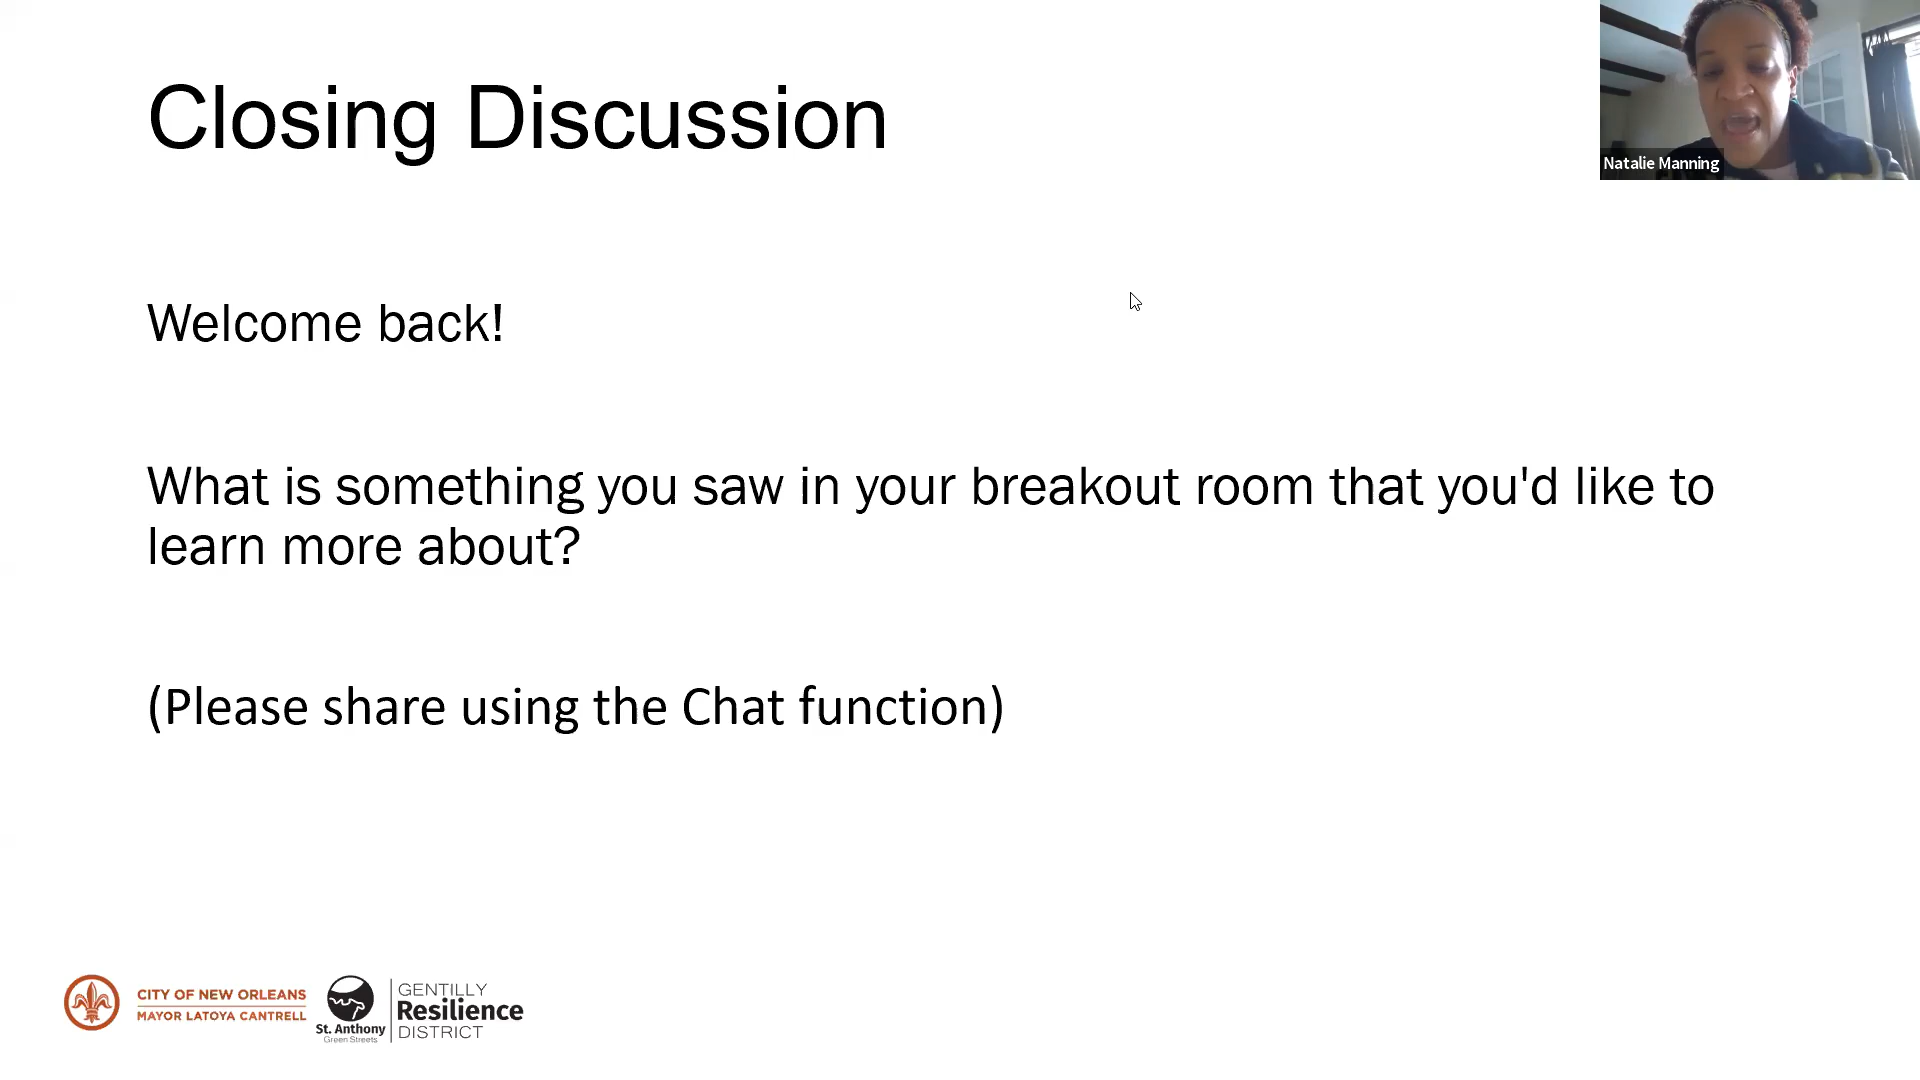 Closing Discussion
Natalie Manning
Welcome back!
What is something you saw in your breakout room that you'd like to
learn more about?
(Please share using the Chat function)
CITY OF NEW ORLEANS
MAYOR LATOYA CANTRELL
St. Anthony
Green Streets
GENTILLY
Resilience
DISTRICT